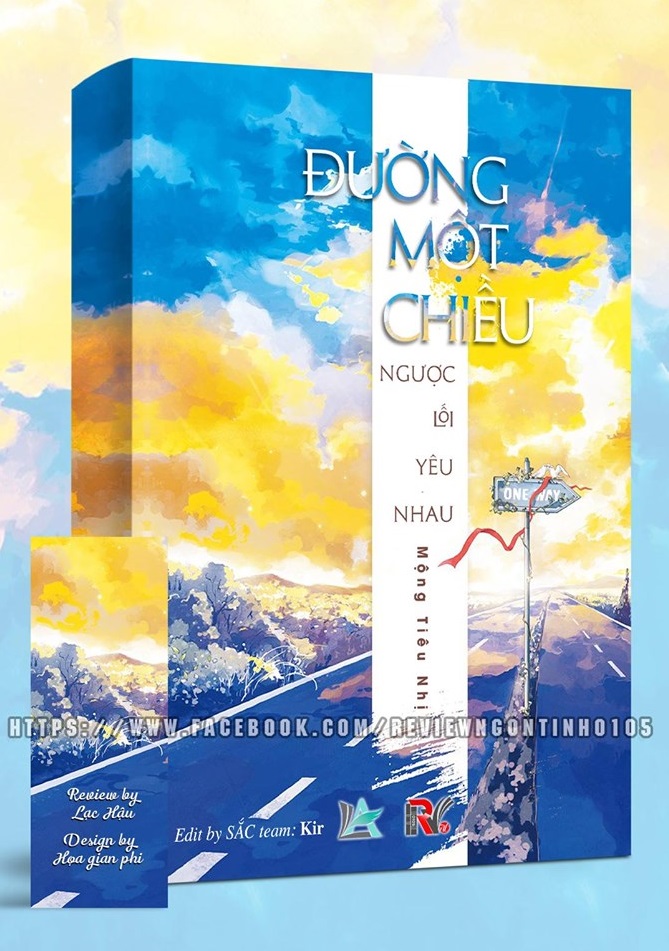 ĐƯỜNG
MỘT
CHIỀU
NGƯỢC
LỐI
YÊU
NHAU
ONE WAY
Mộng Tiêu Nhị
HTTPS://WWW.FACEBOOK.COM/REVIEWNGONTINH0105
Review by
Lạc Hậu
Design by
Họa gian phi
Edit by SẮC team: Kir